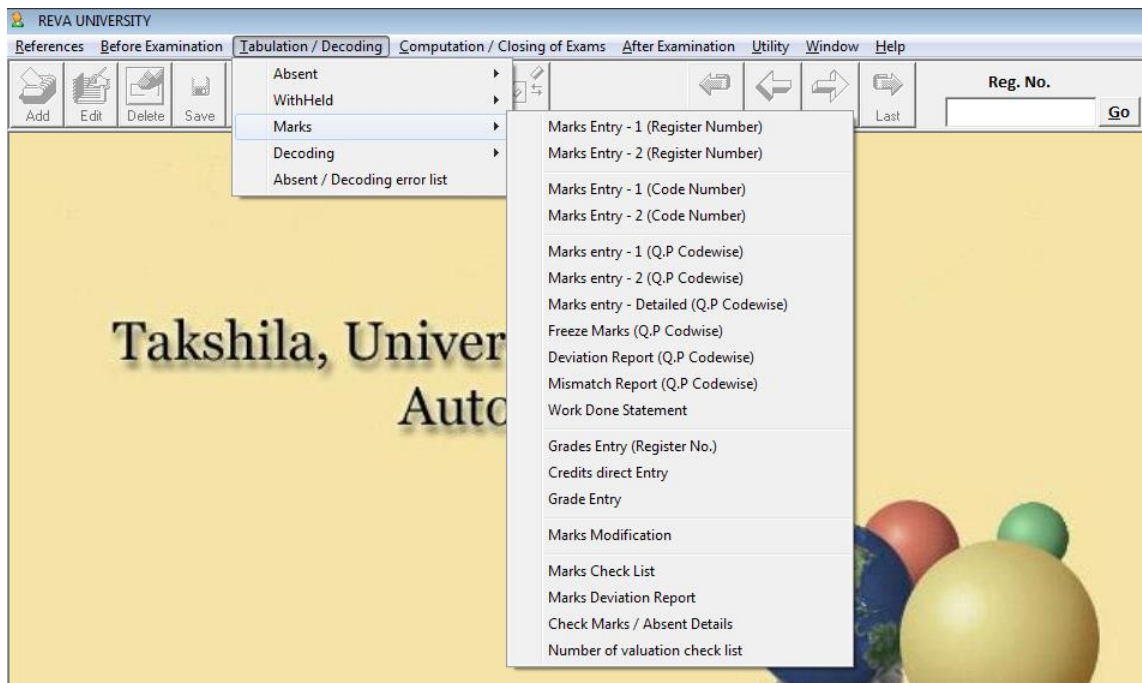 REVA UNIVERSITY
References Before Examination Tabulation / Decoding Computation / Closing of Exams After Examination Utility Window Help
Add Edit Delete Save Last
Reg. No.
Go
Absent
WithHeld
Marks
Decoding
Absent / Decoding error list
Marks Entry - 1 (Register Number)
Marks Entry - 2 (Register Number)
Marks Entry - 1 (Code Number)
Marks Entry - 2 (Code Number)
Marks entry - 1 (Q.P Codewise)
Marks entry - 2 (Q.P Codewise)
Marks entry - Detailed (Q.P Codewise)
Freeze Marks (Q.P Codwise)
Deviation Report (Q.P Codewise)
Mismatch Report (Q.P Codewise)
Work Done Statement
Grades Entry (Register No.)
Credits direct Entry
Grade Entry
Marks Modification
Marks Check List
Marks Deviation Report
Check Marks / Absent Details
Number of valuation check list
Takshila, Univer
Auto